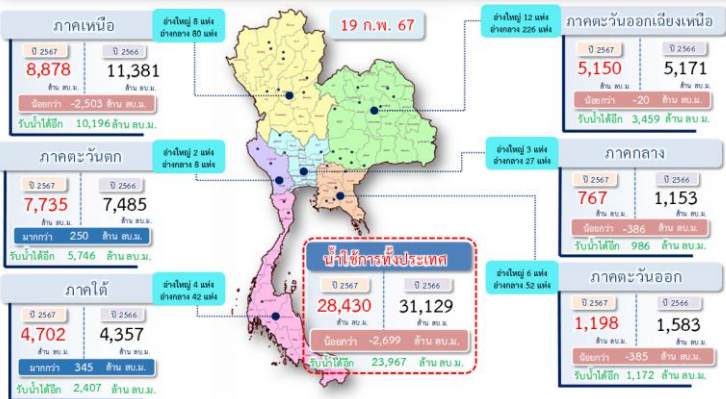 19 ก.พ. 67
ภาคเหนือ
ปี 2567 ปี 2566
8,878 11,381
ล้าน ลบ.ม. ล้าน ลบ.ม.
น้อยกว่า -2,503 ล้าน ลบ.ม.
รับน้ำได้อีก 10,196 ล้าน ลบ.ม.
อ่างใหญ่ 8 แห่ง
อ่างกลาง 80 แห่ง
อ่างใหญ่ 12 แห่ง
อ่างกลาง 226 แห่ง
ภาคตะวันออกเฉียงเหนือ
ปี 2567 ปี 2566
5,150 5,171
ล้าน ลบ.ม. ล้าน ลบ.ม.
น้อยกว่า -20 ล้าน ลบ.ม.
รับน้ำได้อีก 3,459 ล้าน ลบ.ม.
ภาคตะวันตก
ปี 2567 ปี 2566
7,735 7,485
ล้าน ลบ.ม. ล้าน ลบ.ม.
มากกว่า 250 ล้าน ลบ.ม.
รับน้ำได้อีก 5,746 ล้าน ลบ.ม.
อ่างใหญ่ 2 แห่ง
อ่างกลาง 8 แห่ง
อ่างใหญ่ 3 แห่ง
อ่างกลาง 27 แห่ง
ภาคกลาง
ปี 2567 ปี 2566
767 1,153
ล้าน ลบ.ม. ล้าน ลบ.ม.
น้อยกว่า -386 ล้าน ลบ.ม.
รับน้ำได้อีก 986 ล้าน ลบ.ม.
ภาคใต้
ปี 2567 ปี 2566
4,702 4,357
ล้าน ลบ.ม. ล้าน ลบ.ม.
มากกว่า 345 ล้าน ลบ.ม.
รับน้ำได้อีก 2,407 ล้าน ลบ.ม.
อ่างใหญ่ 4 แห่ง
อ่างกลาง 42 แห่ง
น้ำใช้การทั้งประเทศ
ปี 2567 ปี 2566
28,430 31,129
ล้าน ลบ.ม. ล้าน ลบ.ม.
น้อยกว่า -2,699 ล้าน ลบ.ม.
รับน้ำได้อีก 23,967 ล้าน ลบ.ม.
อ่างใหญ่ 6 แห่ง
อ่างกลาง 52 แห่ง
ภาคตะวันออก
ปี 2567 ปี 2566
1,198 1,583
ล้าน ลบ.ม. ล้าน ลบ.ม.
น้อยกว่า -385 ล้าน ลบ.ม.
รับน้ำได้อีก 1,172 ล้าน ลบ.ม.